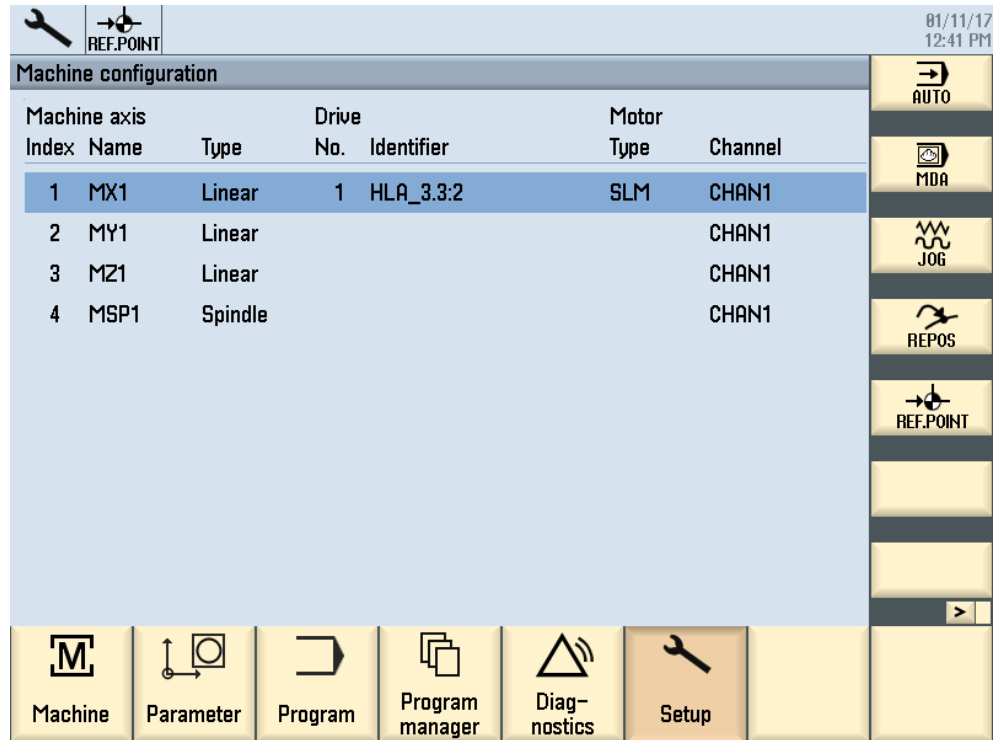 REF.POINT
01/11/17
12:41 PM
Machine configuration
Machine axis Drive Motor
Index Name Type No. Identifier Type Channel
1 MX1 Linear 1 HLA_3.3:2 SLM CHAN1
2 MY1 Linear CHAN1
3 MZ1 Linear CHAN1
4 MSP1 Spindle CHAN1
AUTO
MDA
JOG
REPOS
REF.POINT
>
M
Machine
Parameter
Program
Program
manager
Diag-
nostics
Setup